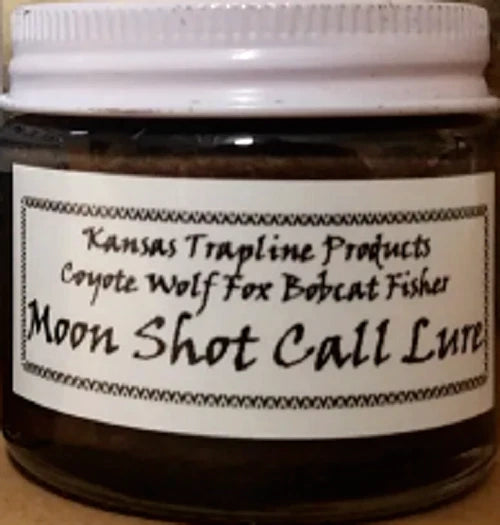 Kansas Trapline Products
Coyote Wolf Fox Bobcat Fisher
Moon Shot Call Lure